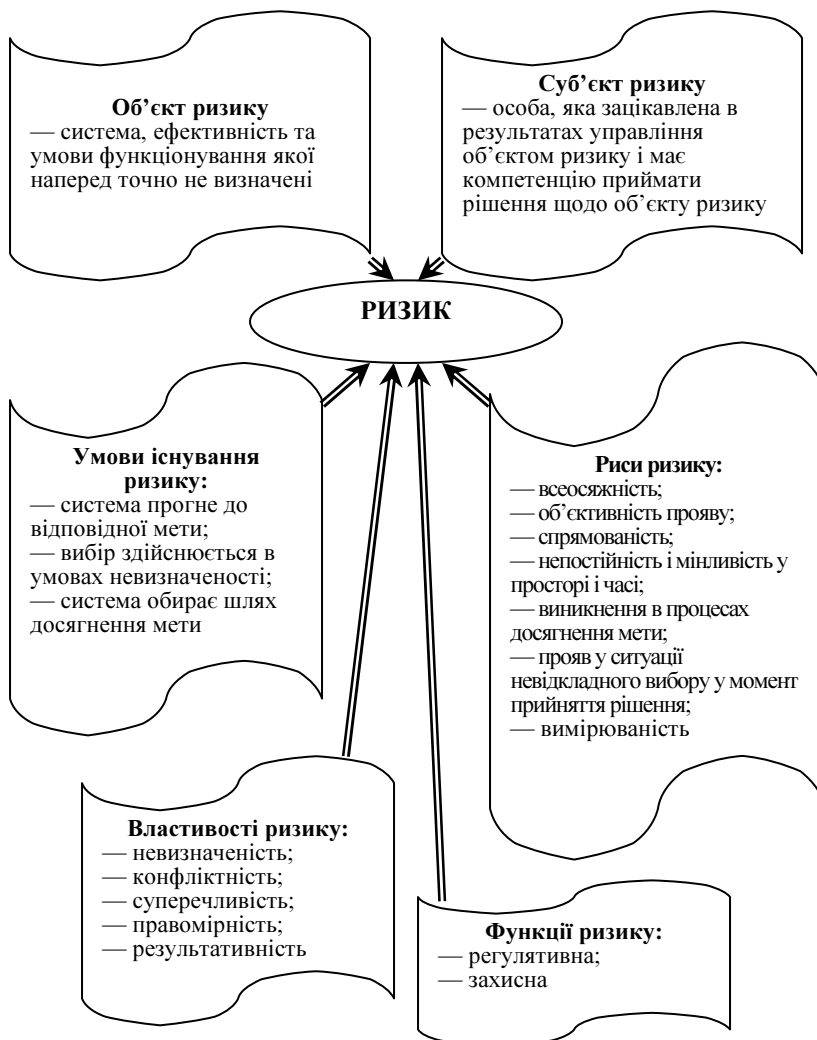 Об’єкт ризику
— система, ефективність та
умови функціонування якої
наперед точно не визначені
Суб’єкт ризику
— особа, яка зацікавлена в
результатах управління
об’єктом ризику і має
компетенцію приймати
рішення щодо об’єкту ризику
РИЗИК
Умови існування
ризику:
— система прогне до
відповідної мети;
— вибір здійснюється в
умовах невизначеності;
— система обирає шлях
досягнення мети
Риси ризику:
— всеосяжність;
— об’єктивність прояву;
— спрямованість;
— непостійність і мінливість у
просторі і часі;
— виникнення в процесах
досягнення мети;
— прояв у ситуації
невідкладного вибору у момент
прийняття рішення;
— вимірюваність
Властивості ризику:
— невизначеність;
— конфліктність;
— суперечливість;
— правомірність;
— результативність
Функції ризику:
— регулятивна;
— захисна